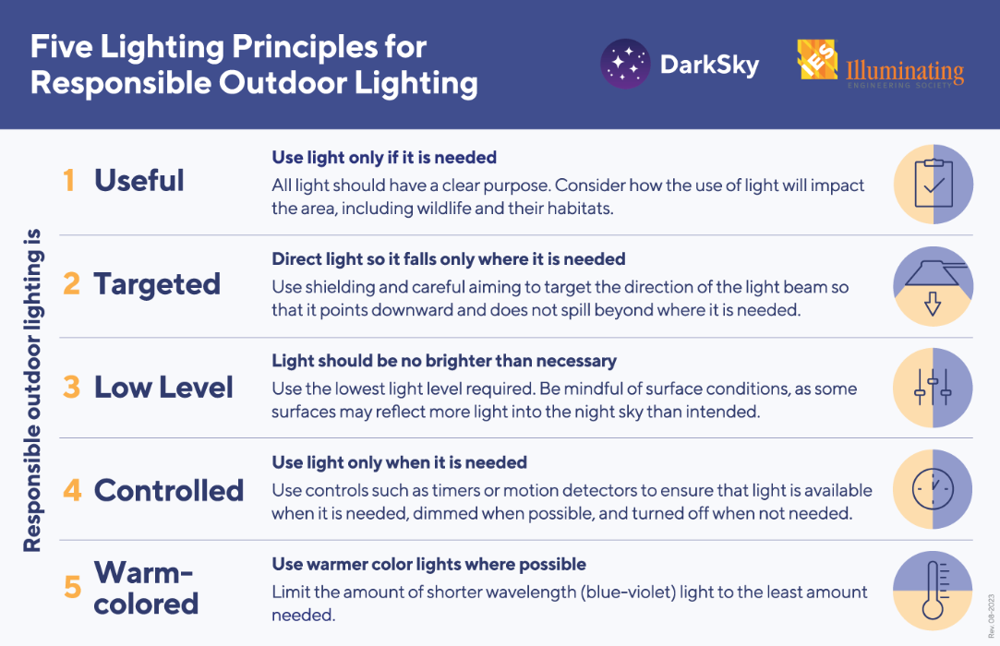 Five Lighting Principles for
Responsible Outdoor Lighting
DarkSky
IES
Illuminating
ENGINEERING SOCIETY
Responsible outdoor lighting is
1 Useful
Use light only if it is needed
All light should have a clear purpose. Consider how the use of light will impact
the area, including wildlife and their habitats.
2 Targeted
Direct light so it falls only where it is needed
Use shielding and careful aiming to target the direction of the light beam so
that it points downward and does not spill beyond where it is needed.
3 Low Level
Light should be no brighter than necessary
Use the lowest light level required. Be mindful of surface conditions, as some
surfaces may reflect more light into the night sky than intended.
4 Controlled
Use light only when it is needed
Use controls such as timers or motion detectors to ensure that light is available
when it is needed, dimmed when possible, and turned off when not needed.
5 Warm-
colored
Use warmer color lights where possible
Limit the amount of shorter wavelength (blue-violet) light to the least amount
needed.
Rev. 08-2023